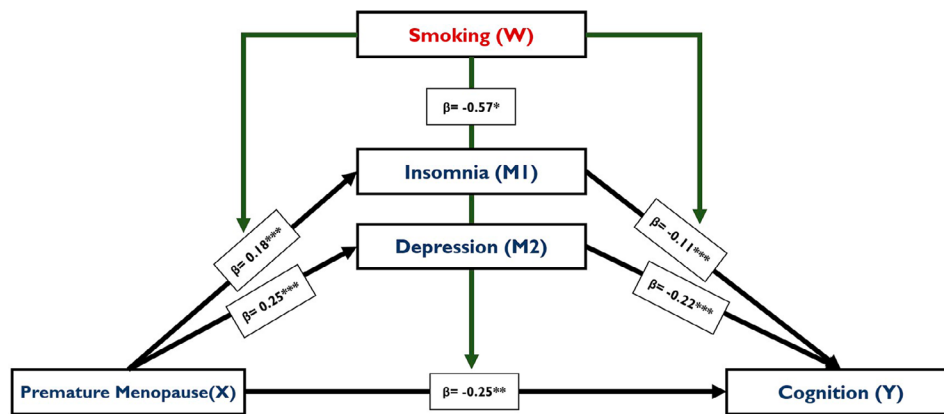 Smoking (W)
β= -0.57*
Insomnia (M1)
Depression (M2)
β= 0.18***
β= 0.25***
β= -0.11***
β= -0.22***
Premature Menopause(X)
β= -0.25**
Cognition (Y)